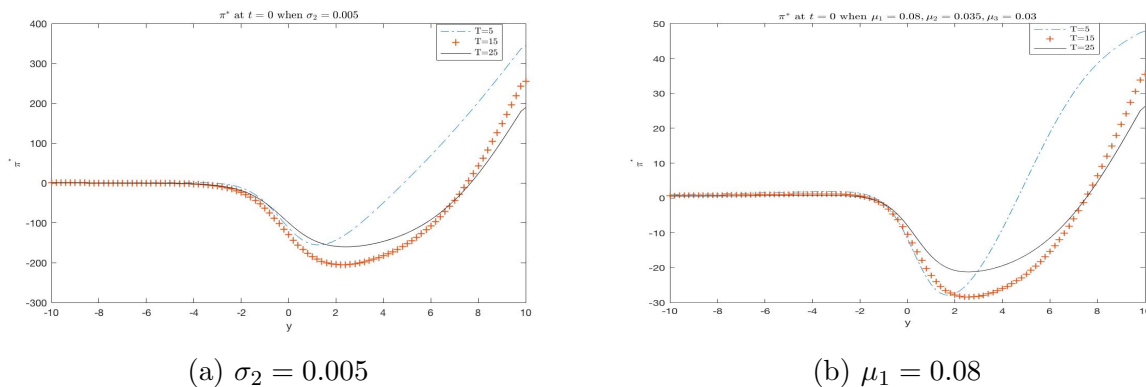 π* at t = 0 when σ₂ = 0.005
T=5
T=15
T=25
400
300
200
100
0
-100
-200
-300
π*
-10 -8 -6 -4 -2 0 2 4 6 8 10
y
(a) σ₂ = 0.005
π* at t = 0 when μ₁ = 0.08, μ₂ = 0.035, μ₃ = 0.03
T=5
T=15
T=25
50
40
30
20
10
0
-10
-20
-30
π*
-10 -8 -6 -4 -2 0 2 4 6 8 10
y
(b) μ₁ = 0.08